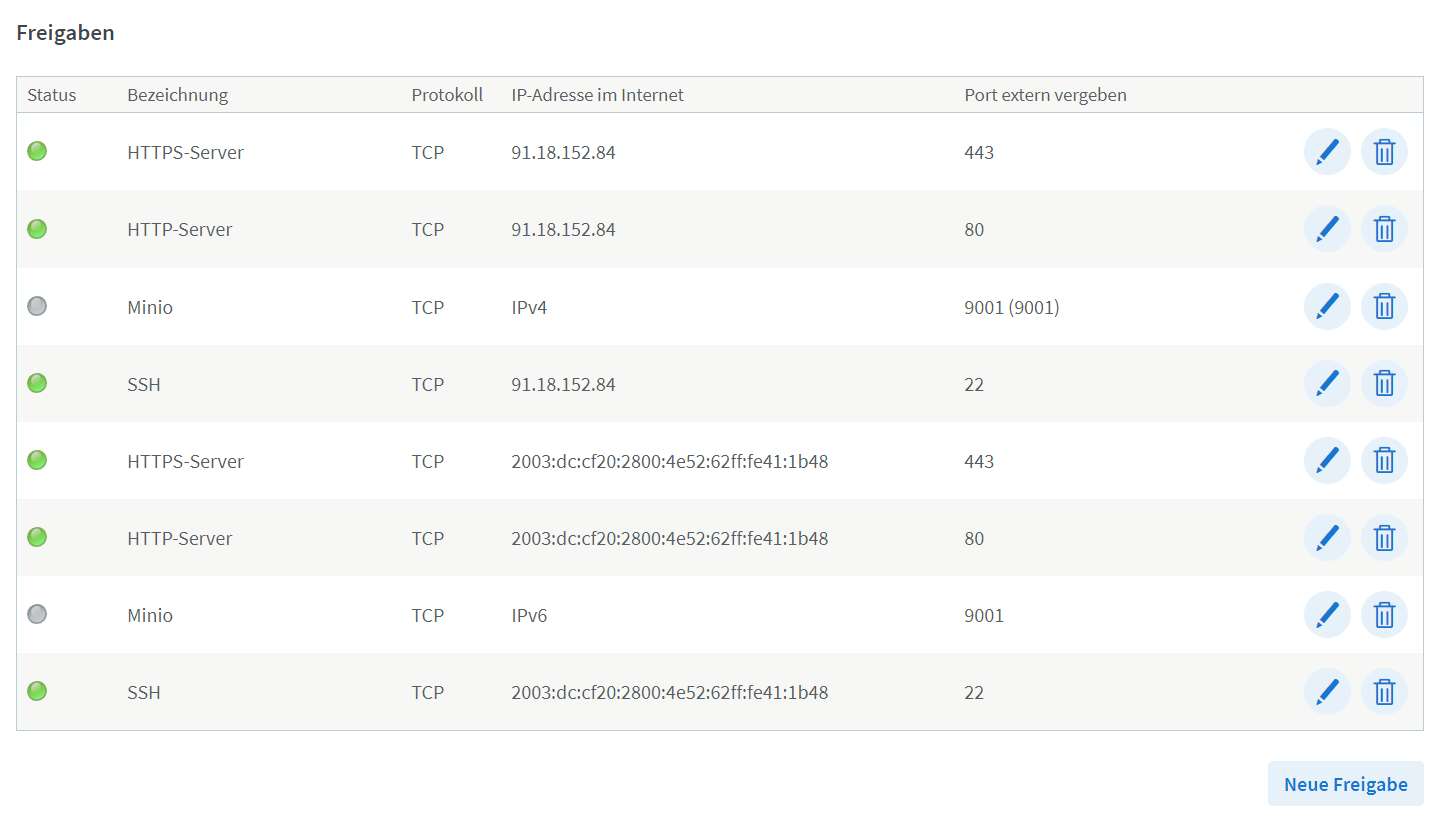 Freigaben
Status Bezeichnung Protokoll IP-Adresse im Internet Port extern vergeben
HTTPS-Server TCP 91.18.152.84 443
HTTP-Server TCP 91.18.152.84 80
Minio TCP IPv4 9001 (9001)
SSH TCP 91.18.152.84 22
HTTPS-Server TCP 2003:dc:cf20:2800:4e52:62ff:fe41:1b48 443
HTTP-Server TCP 2003:dc:cf20:2800:4e52:62ff:fe41:1b48 80
Minio TCP IPv6 9001
SSH TCP 2003:dc:cf20:2800:4e52:62ff:fe41:1b48 22
Neue Freigabe